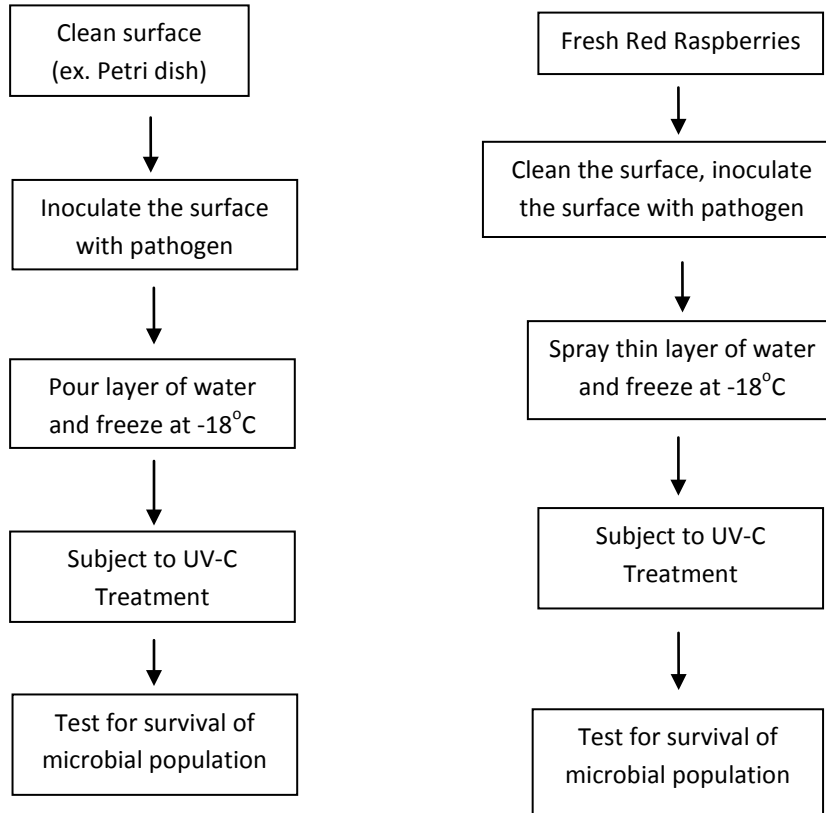 Clean surface
(ex. Petri dish)
Inoculate the surface
with pathogen
Pour layer of water
and freeze at -18°C
Subject to UV-C
Treatment
Test for survival of
microbial population
Fresh Red Raspberries
Clean the surface, inoculate
the surface with pathogen
Spray thin layer of water
and freeze at -18°C
Subject to UV-C
Treatment
Test for survival of
microbial population